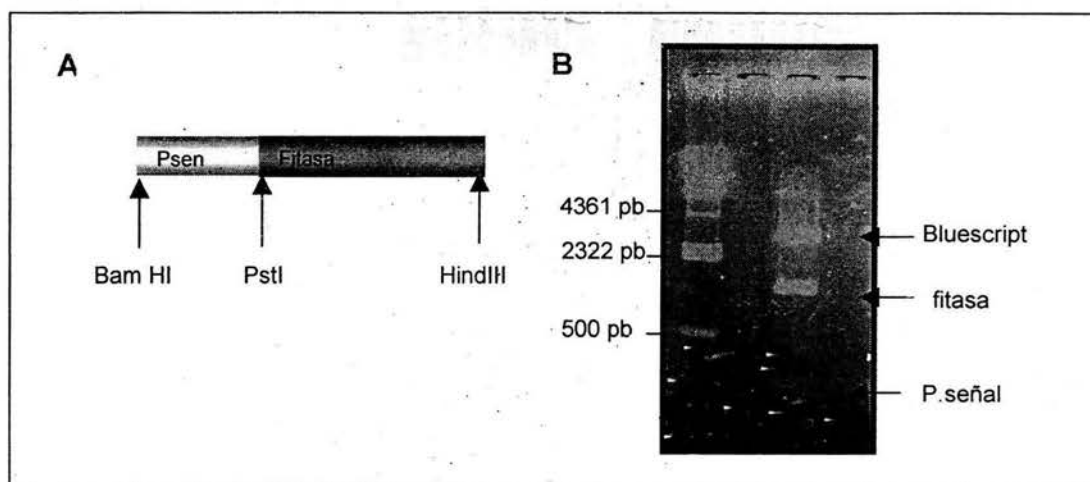 A
Psen Fitasa
Bam HI PstI HindIII
B
4361 pb
2322 pb
500 pb
Bluescript
fitasa
P.señal